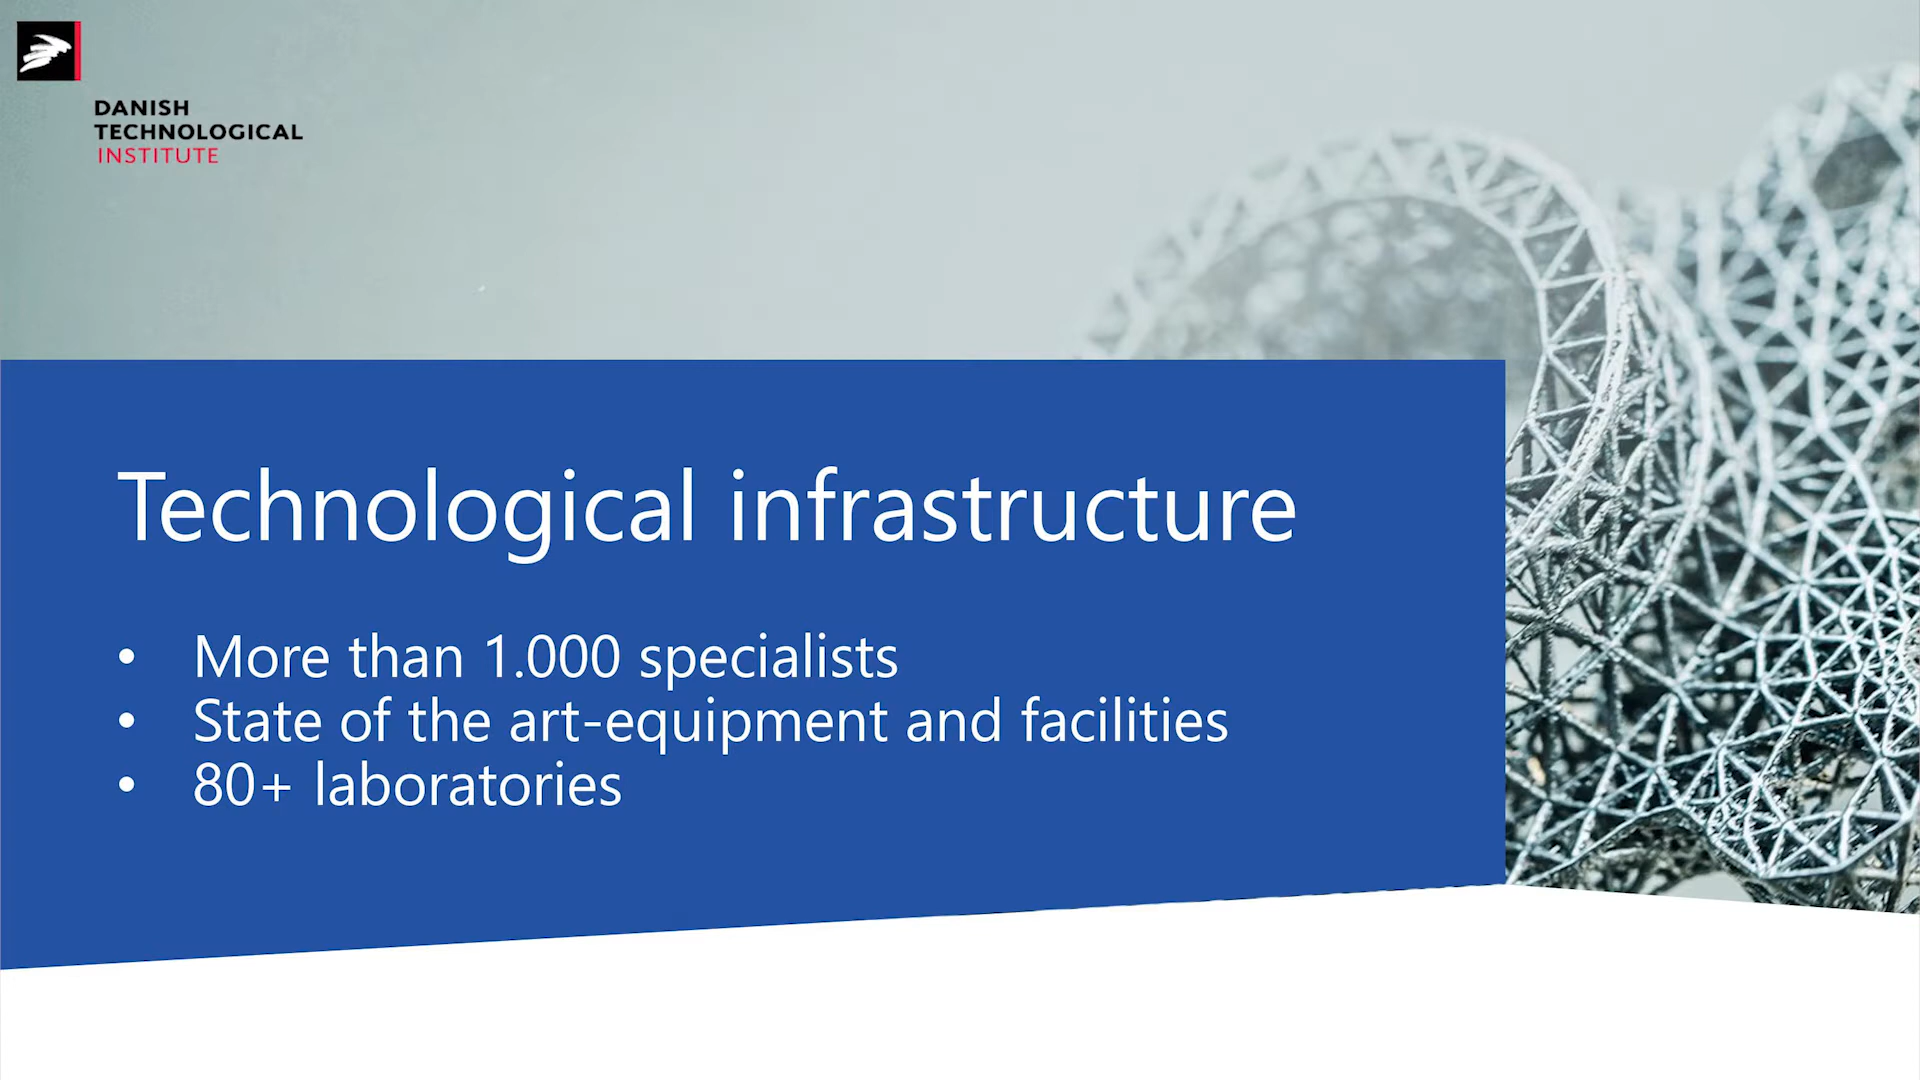 DANISH
TECHNOLOGICAL
INSTITUTE
Technological infrastructure
• More than 1.000 specialists
• State of the art-equipment and facilities
• 80+ laboratories